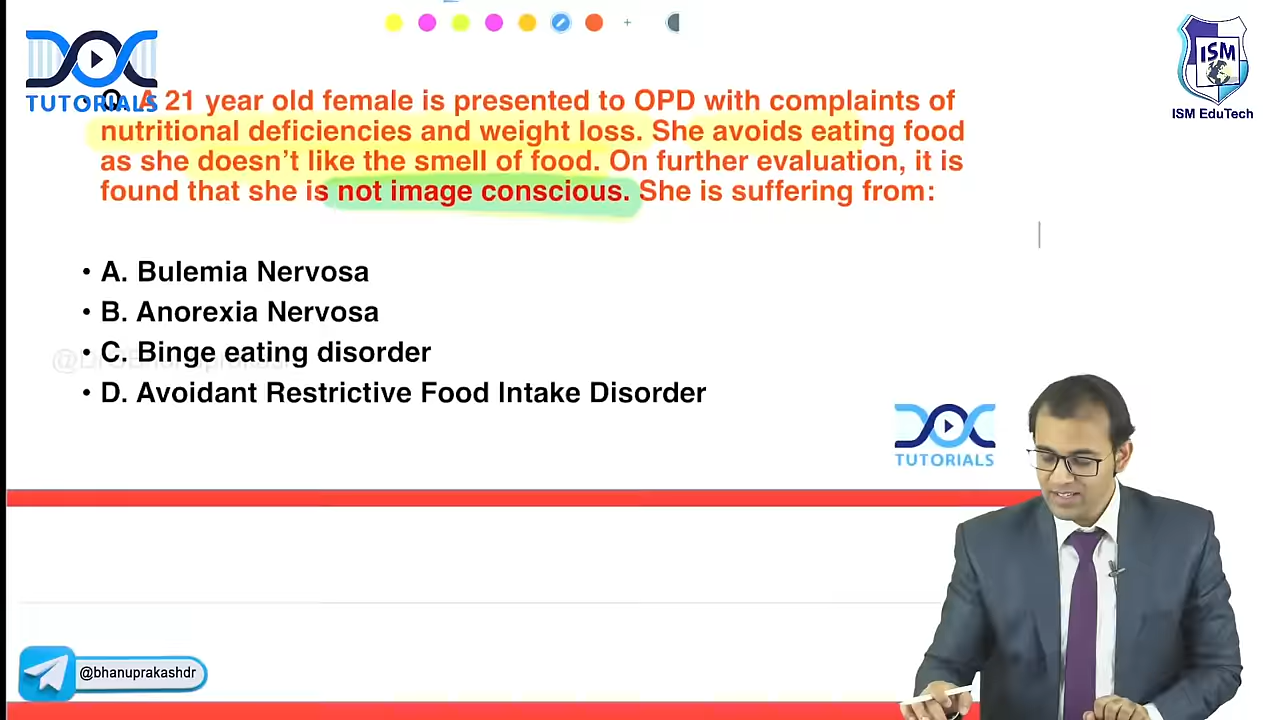 TUTORIALS
Q. A 21 year old female is presented to OPD with complaints of
nutritional deficiencies and weight loss. She avoids eating food
as she doesn't like the smell of food. On further evaluation, it is
found that she is not image conscious. She is suffering from:
ISM
ISM EduTech
• A. Bulemia Nervosa
• B. Anorexia Nervosa
• C. Binge eating disorder
• D. Avoidant Restrictive Food Intake Disorder
TUTORIALS
@bhanuprakashdr